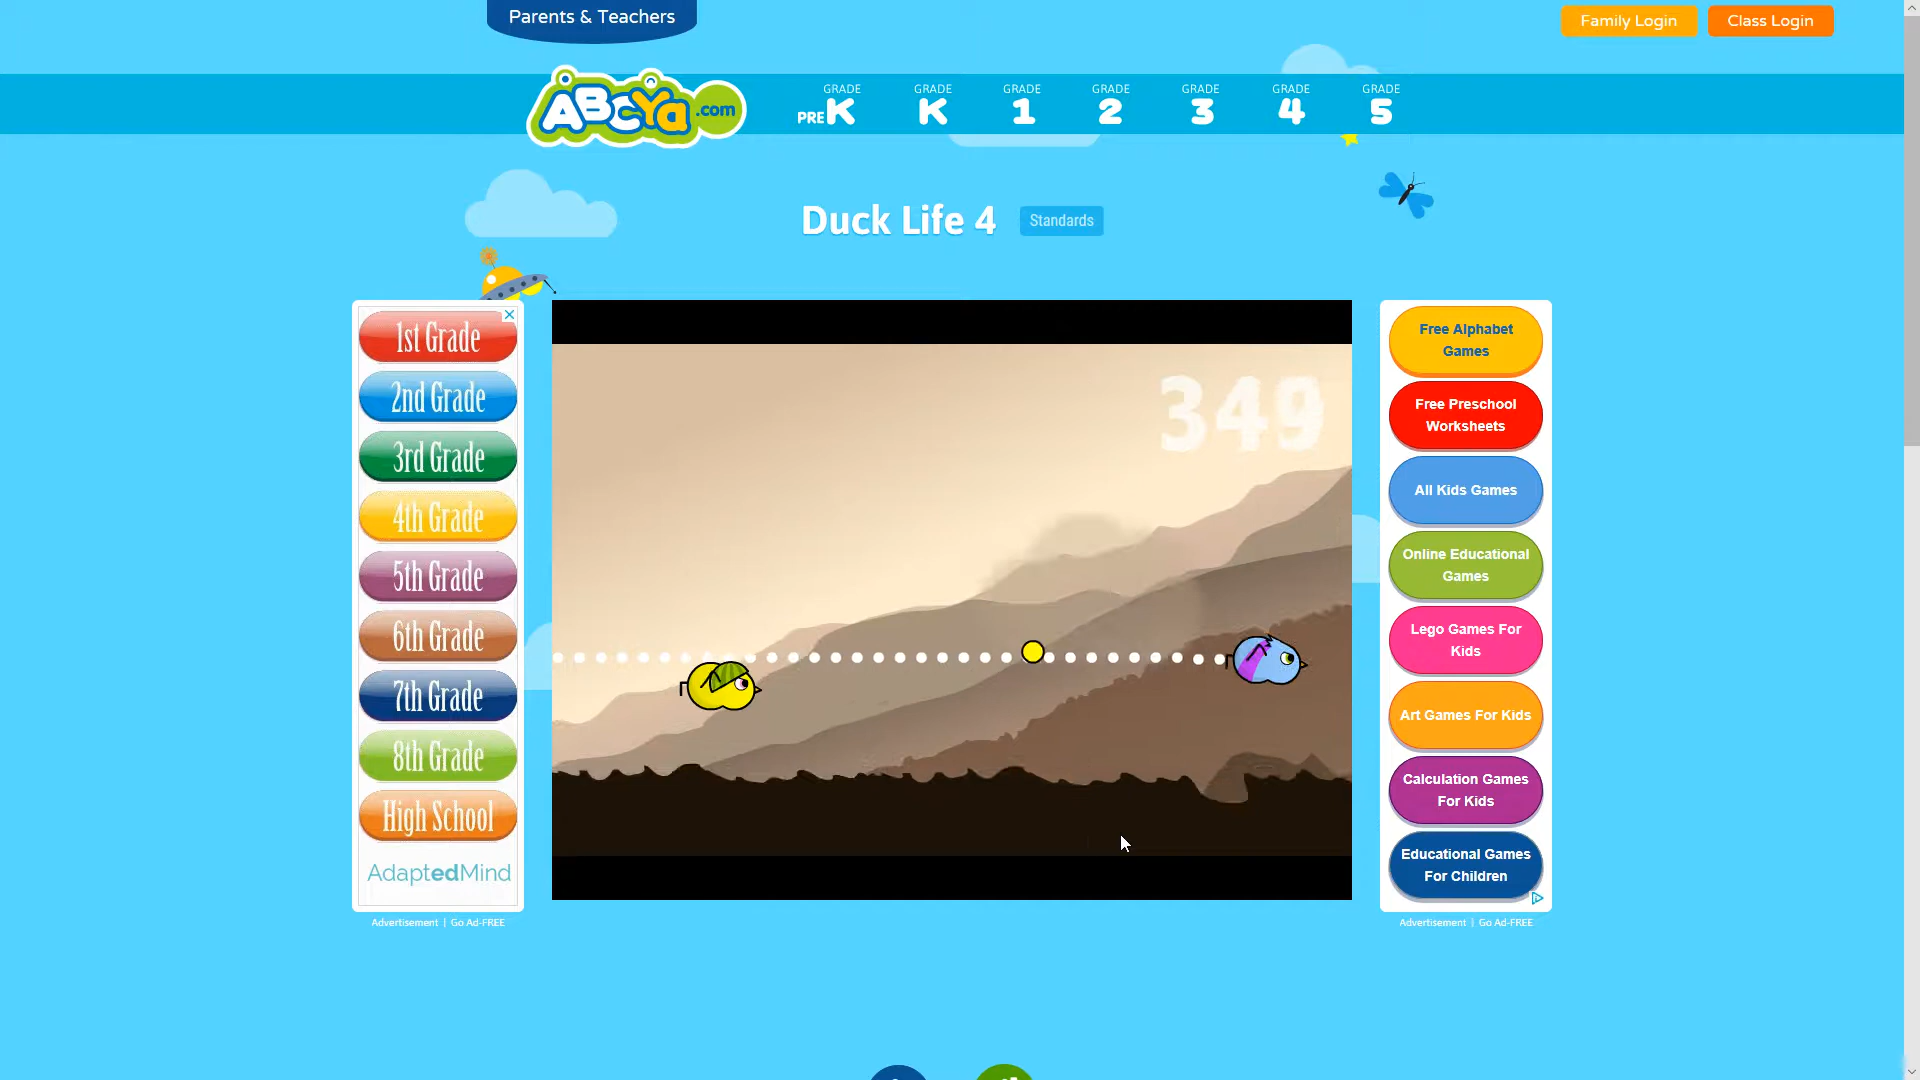 Parents & Teachers
Family Login
Class Login
ABCYa.com
GRADE
PRE K
GRADE
K
GRADE
1
GRADE
2
GRADE
3
GRADE
4
GRADE
5
Duck Life 4
Standards
1st Grade
2nd Grade
3rd Grade
4th Grade
5th Grade
6th Grade
7th Grade
8th Grade
High School
AdaptedMind
Advertisement | Go Ad-FREE
349
Free Alphabet
Games
Free Preschool
Worksheets
All Kids Games
Online Educational
Games
Lego Games For
Kids
Art Games For Kids
Calculation Games
For Kids
Educational Games
For Children
Advertisement | Go Ad-FREE